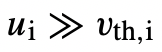 u_i ≫ v_th,i